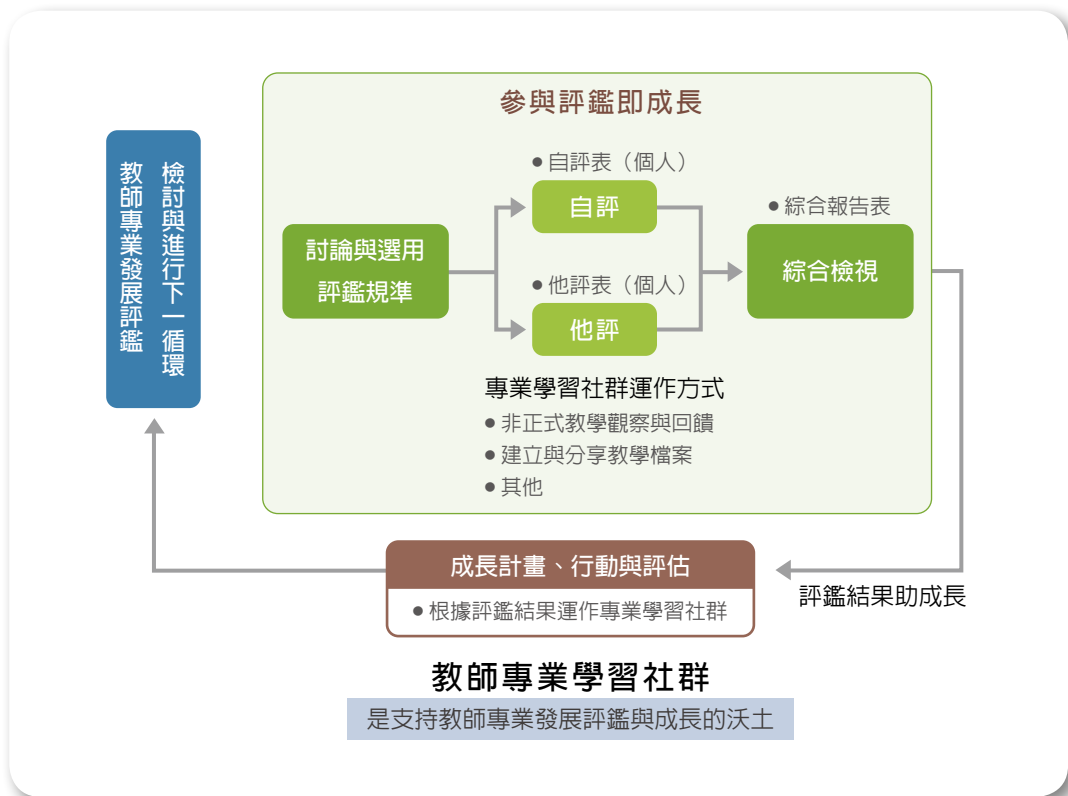 參與評鑑即成長
檢討與進行下一循環
教師專業發展評鑑
討論與選用
評鑑規準
● 自評表（個人）
自評
● 他評表（個人）
他評
● 綜合報告表
綜合檢視
專業學習社群運作方式
● 非正式教學觀察與回饋
● 建立與分享教學檔案
● 其他
成長計畫、行動與評估
● 根據評鑑結果運作專業學習社群
評鑑結果助成長
教師專業學習社群
是支持教師專業發展評鑑與成長的沃土